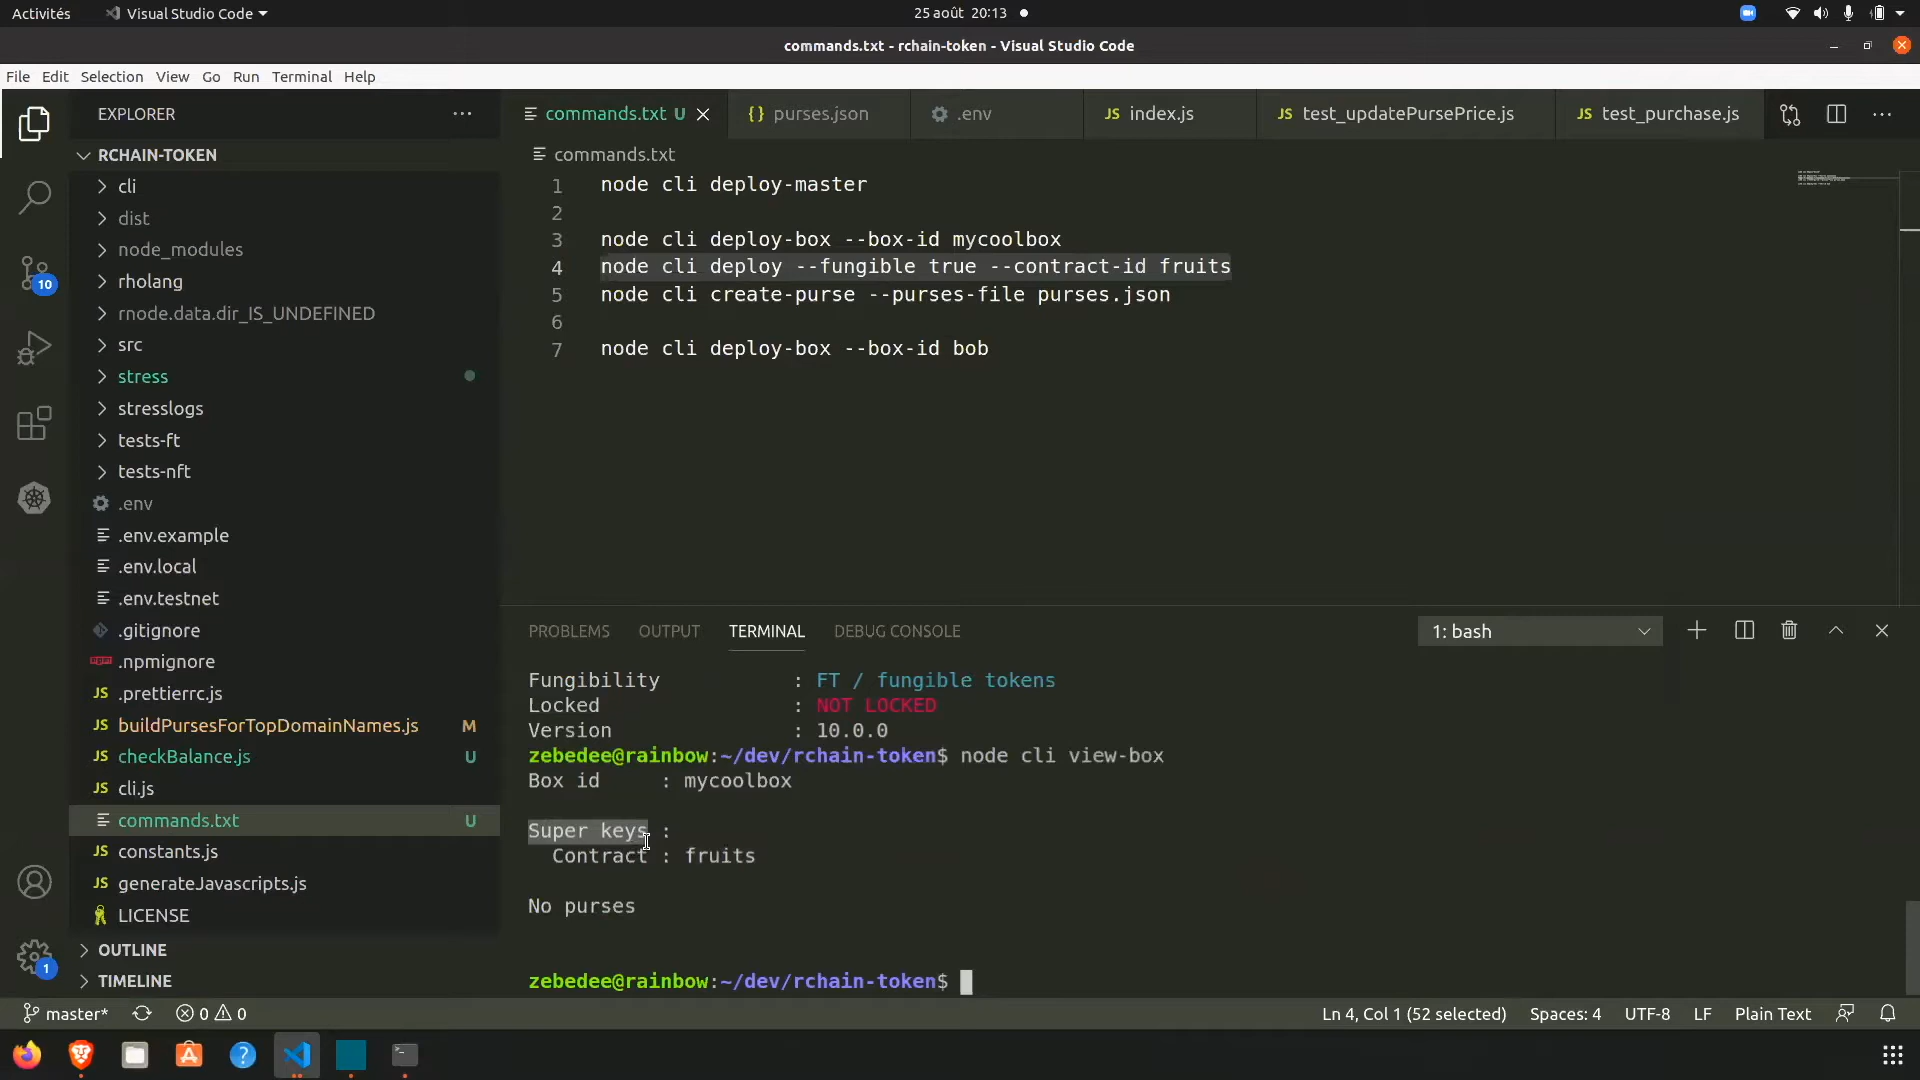 Activités
Visual Studio Code
25 août 20:13
commands.txt - rchain-token - Visual Studio Code
File Edit Selection View Go Run Terminal Help
EXPLORER
RCHAIN-TOKEN
cli
dist
node_modules
rholang
rnode.data.dir_IS_UNDEFINED
src
stress
stresslogs
tests-ft
tests-nft
.env
.env.example
.env.local
.env.testnet
.gitignore
.npmignore
.prettierrc.js
buildPursesForTopDomainNames.js M
checkBalance.js U
cli.js
commands.txt U
constants.js
generateJavascripts.js
LICENSE
OUTLINE
TIMELINE
10
1
commands.txt U
{} purses.json
.env
JS index.js
JS test_updatePursePrice.js
JS test_purchase.js
commands.txt
1 node cli deploy-master
2
3 node cli deploy-box --box-id mycoolbox
4 node cli deploy --fungible true --contract-id fruits
5 node cli create-purse --purses-file purses.json
6
7 node cli deploy-box --box-id bob
PROBLEMS OUTPUT TERMINAL DEBUG CONSOLE
1: bash
Fungibility : FT / fungible tokens
Locked : NOT LOCKED
Version : 10.0.0
zebedee@rainbow:~/dev/rchain-token$ node cli view-box
Box id : mycoolbox
Super keys :
Contract : fruits
No purses
zebedee@rainbow:~/dev/rchain-token$
master*
0 0
Ln 4, Col 1 (52 selected)
Spaces: 4
UTF-8
LF
Plain Text